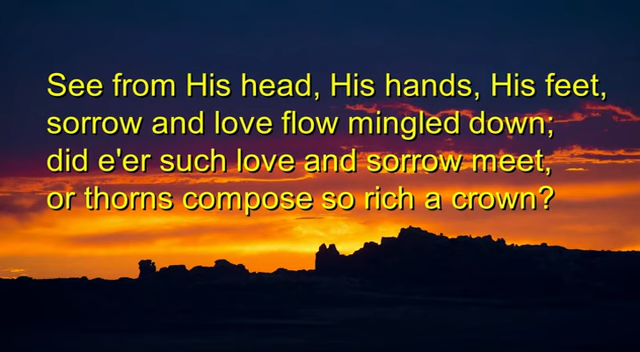 See from His head, His hands, His feet,
sorrow and love flow mingled down;
did e'er such love and sorrow meet,
or thorns compose so rich a crown?